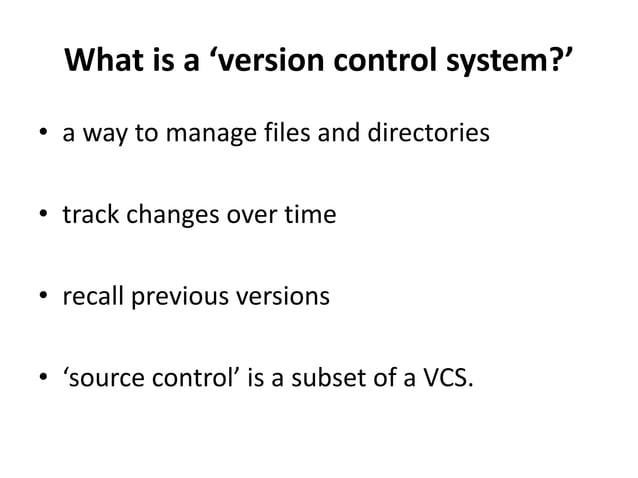 What is a ‘version control system?’
• a way to manage files and directories
• track changes over time
• recall previous versions
• ‘source control’ is a subset of a VCS.